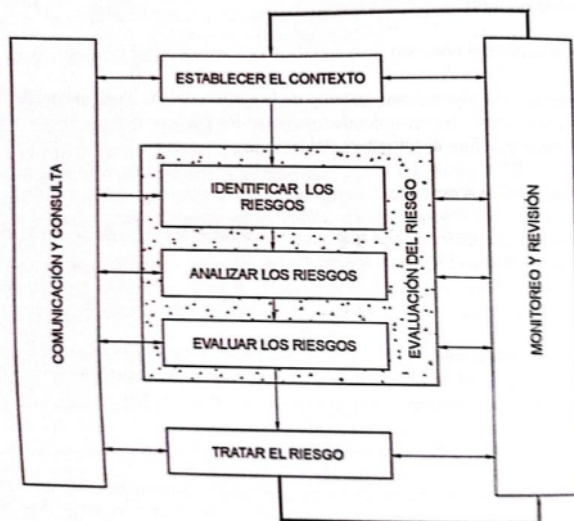 ESTABLECER EL CONTEXTO
COMUNICACIÓN Y CONSULTA
IDENTIFICAR LOS
RIESGOS
ANALIZAR LOS RIESGOS
EVALUAR LOS RIESGOS
EVALUACIÓN DEL RIESGO
MONITOREO Y REVISIÓN
TRATAR EL RIESGO